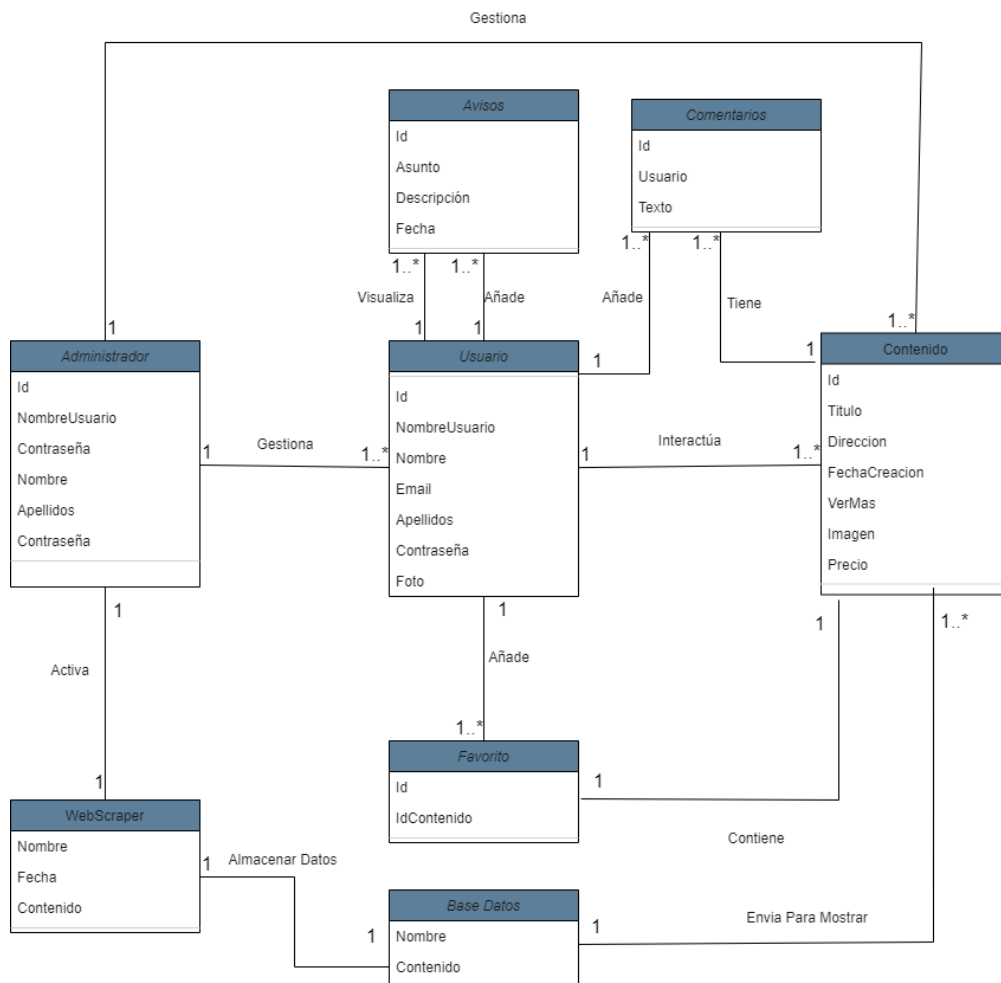 Gestiona
Avisos
Id
Asunto
Descripción
Fecha
Comentarios
Id
Usuario
Texto
1..*
1..*
1..*
1..*
Visualiza
Añade
Añade
Tiene
1
1
1
1
1
1..*
Administrador
Id
NombreUsuario
Contraseña
Nombre
Apellidos
Contraseña
1
Gestiona
1..*
Usuario
Id
NombreUsuario
Nombre
Email
Apellidos
Contraseña
Foto
1
Interactúa
1..*
Contenido
Id
Titulo
Direccion
FechaCreacion
VerMas
Imagen
Precio
1
1
1
1..*
Activa
Añade
1
1..*
Favorito
Id
IdContenido
1
Contiene
WebScraper
Nombre
Fecha
Contenido
1
Almacenar Datos
1
Base Datos
Nombre
Contenido
1
Envia Para Mostrar